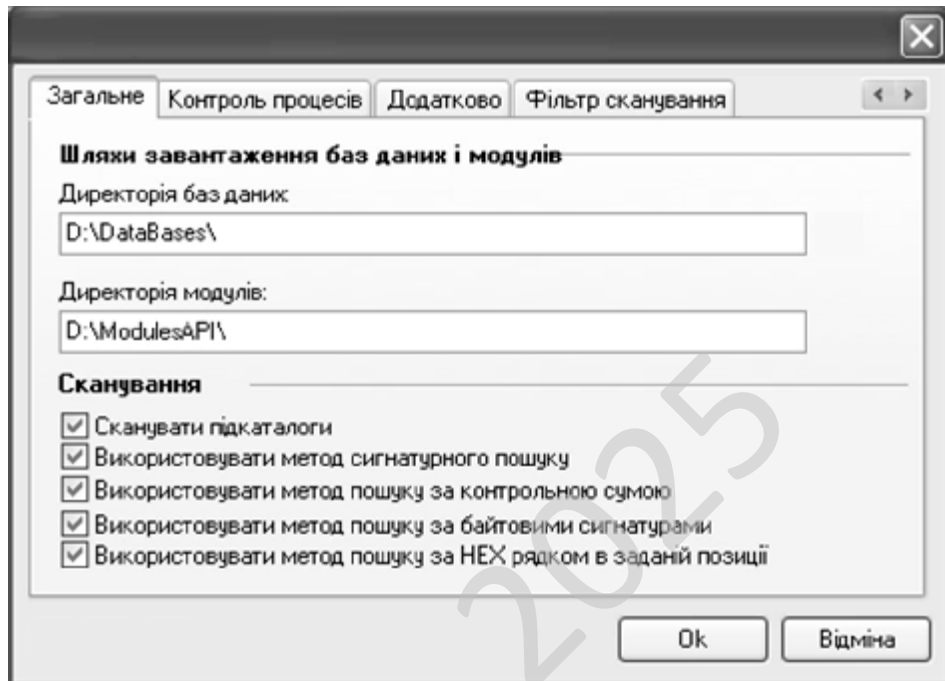 Загальне Контроль процесів Додатково Фільтр сканування
Шляхи завантаження баз даних і модулів
Директорія баз даних:
D:\DataBases\
Директорія модулів:
D:\ModulesAPI\
Сканування
Сканувати підкаталоги
Використовувати метод сигнатурного пошуку
Використовувати метод пошуку за контрольною сумою
Використовувати метод пошуку за байтовими сигнатурами
Використовувати метод пошуку за HEX рядком в заданій позиції
2025
Ok Відміна